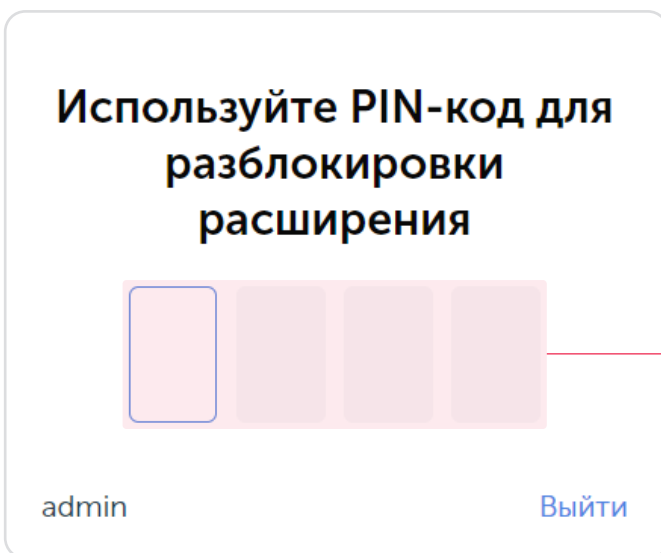 Используйте PIN-код для
разблокировки
расширения
admin
Выйти